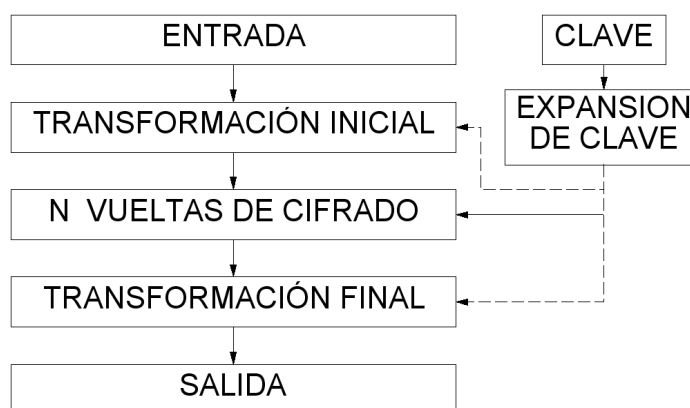 ENTRADA
CLAVE
TRANSFORMACIÓN INICIAL
EXPANSION
DE CLAVE
N VUELTAS DE CIFRADO
TRANSFORMACIÓN FINAL
SALIDA